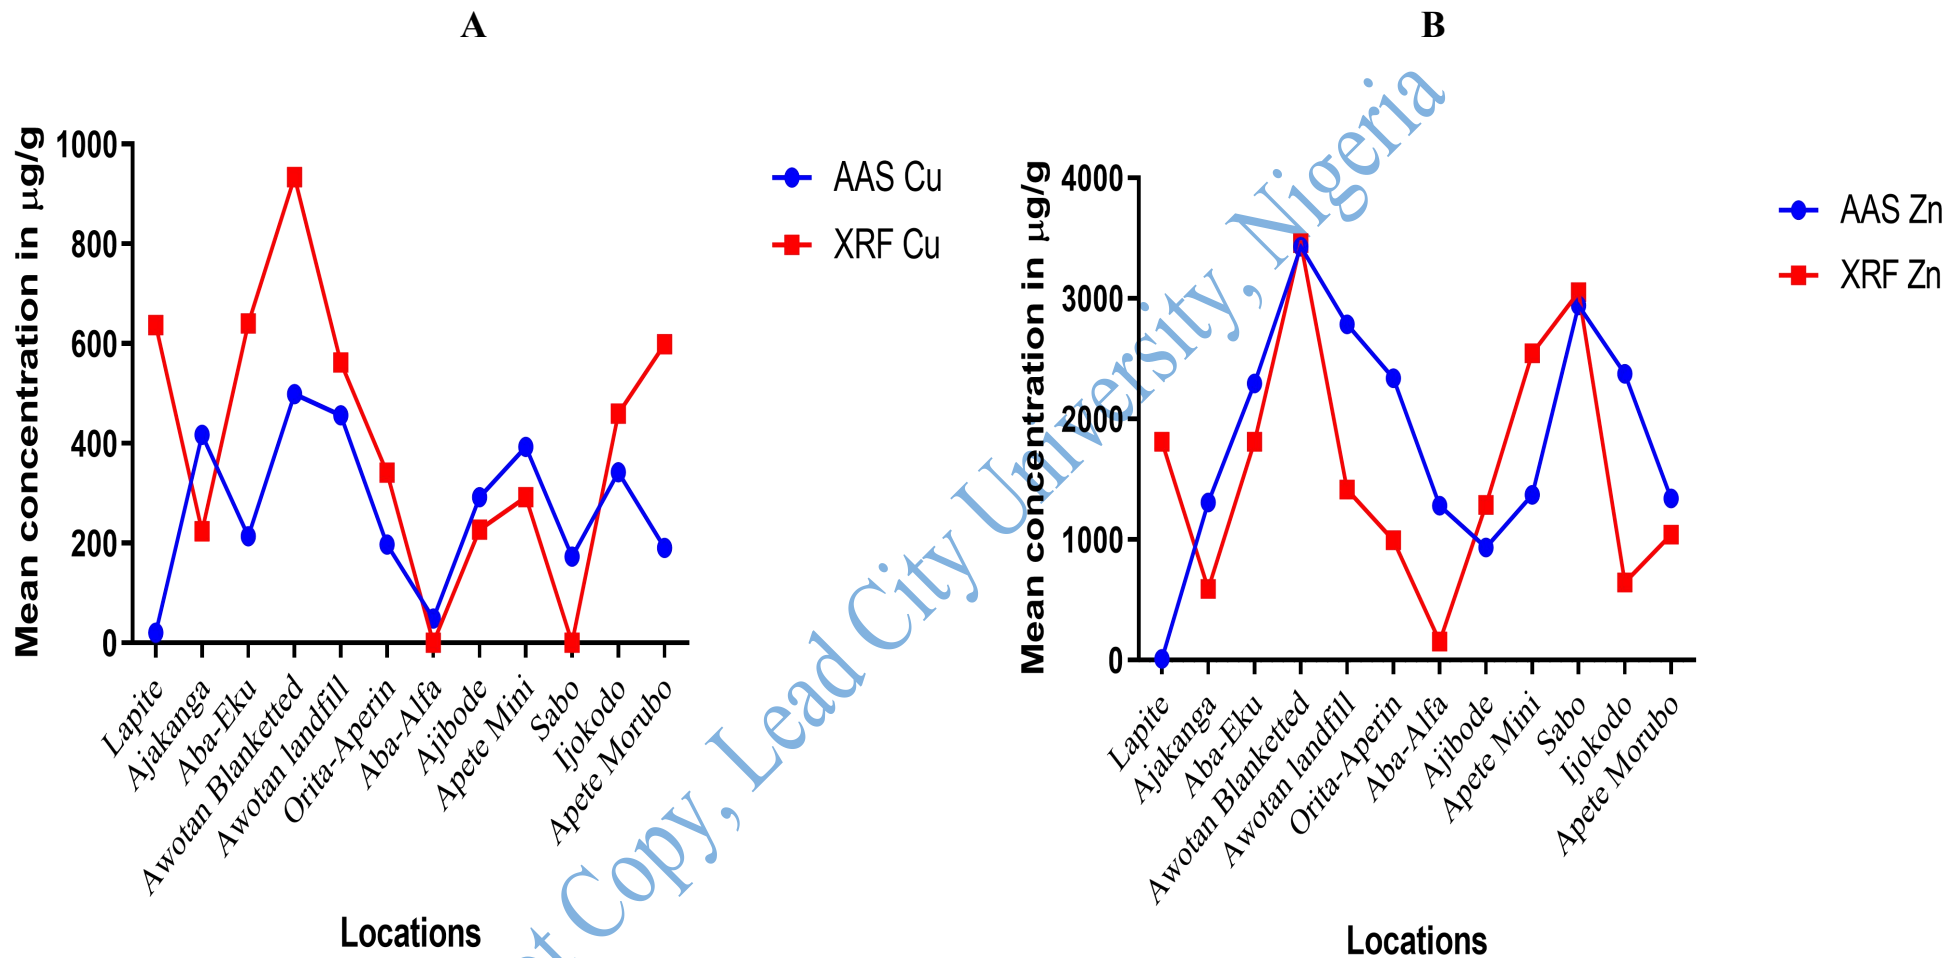 A
B
Mean concentration in µg/g
1000
800
600
400
200
0
AAS Cu
XRF Cu
Lapite
Ajakanga
Aba-Eku
Awotan Blanketted
Awotan landfill
Orita-Aperin
Aba-Alfa
Ajibode
Apete Mini
Sabo
Ijokodo
Apete Morubo
Locations
Mean concentration in µg/g
4000
3000
2000
1000
0
AAS Zn
XRF Zn
Lapite
Ajakanga
Aba-Eku
Awotan Blanketted
Awotan landfill
Orita-Aperin
Aba-Alfa
Ajibode
Apete Mini
Sabo
Ijokodo
Apete Morubo
Locations
Copy, Lead City University, Nigeria